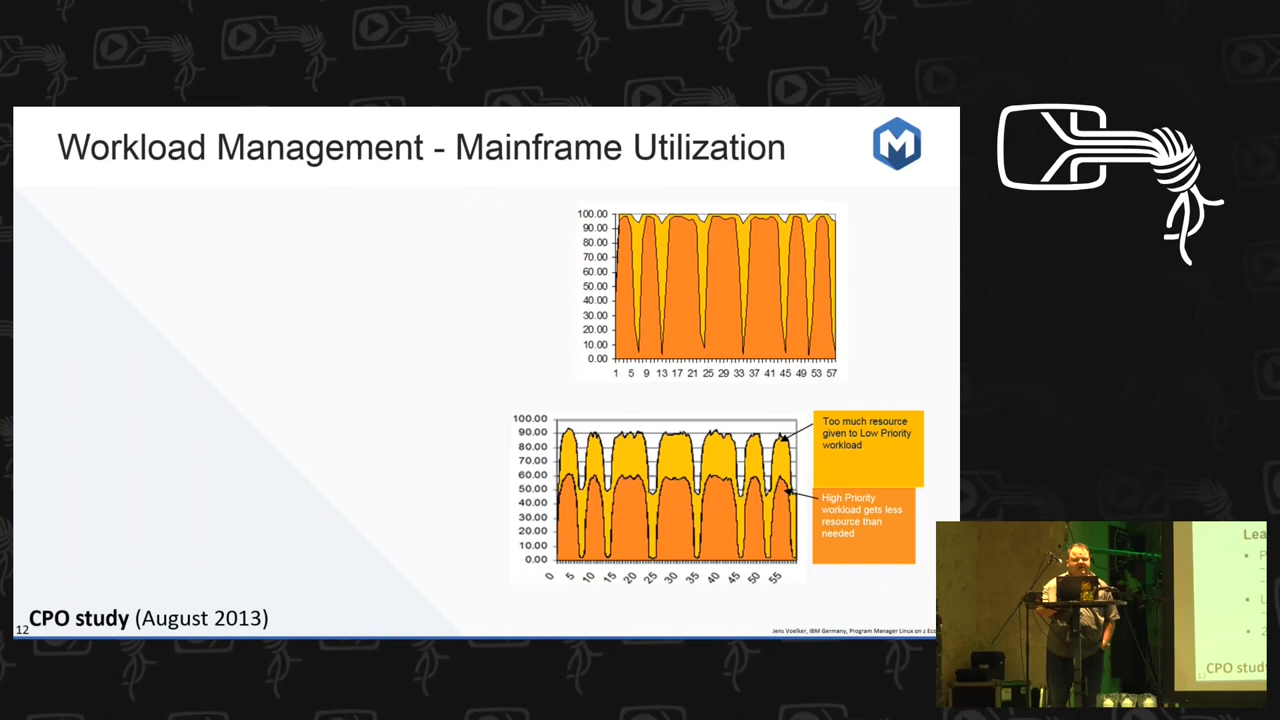 Workload Management - Mainframe Utilization
M
100.00
90.00
80.00
70.00
60.00
50.00
40.00
30.00
20.00
10.00
0.00
1 5 9 13 17 21 25 29 33 37 41 45 49 53 57
100.00
90.00
80.00
70.00
60.00
50.00
40.00
30.00
20.00
10.00
0.00
0 5 10 15 20 25 30 35 40 45 50 55
Too much resource
given to Low Priority
workload
High Priority
workload gets less
resource than
needed
CPO study (August 2013)
12
Jens Voelker, IBM Germany, Program Manager Linux on z
CPO